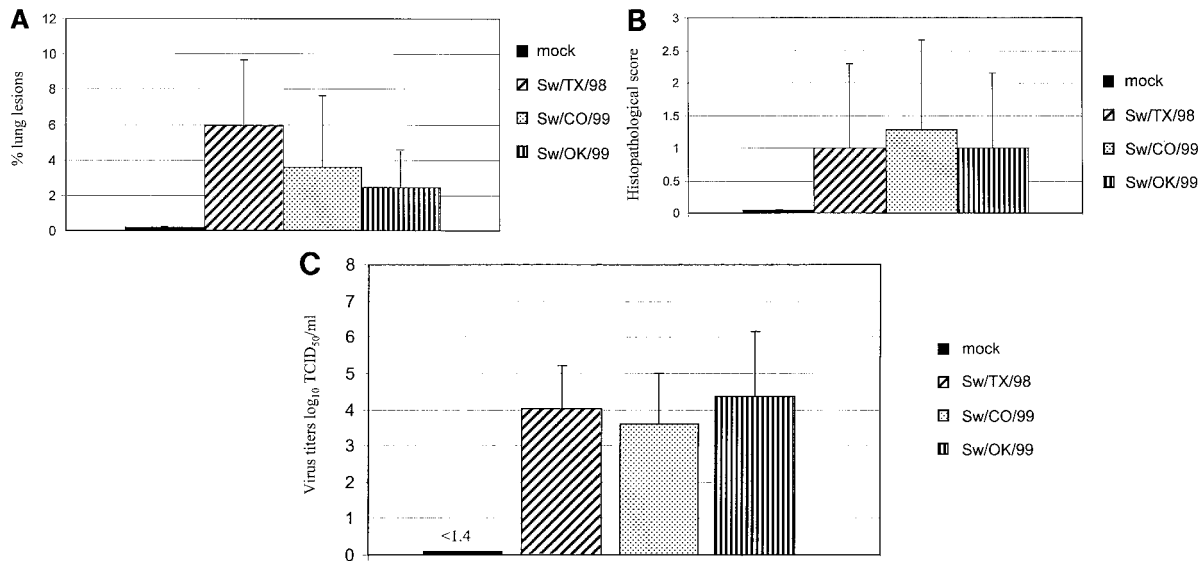 A
% lung lesions
12
10
8
6
4
2
0
mock
Sw/TX/98
Sw/CO/99
Sw/OK/99
B
Histopathological score
3
2.5
2
1.5
1
0.5
0
mock
Sw/TX/98
Sw/CO/99
Sw/OK/99
C
Virus titers log₁₀ TCID₅₀/ml
8
7
6
5
4
3
2
1
0
<1.4
mock
Sw/TX/98
Sw/CO/99
Sw/OK/99